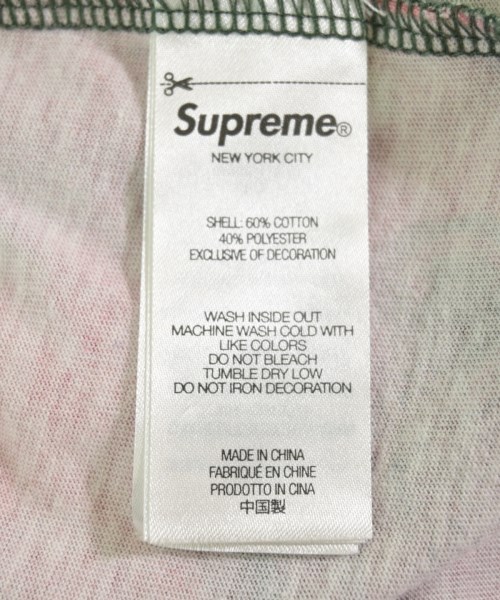 Supreme®
NEW YORK CITY
SHELL: 60% COTTON
40% POLYESTER
EXCLUSIVE OF DECORATION
WASH INSIDE OUT
MACHINE WASH COLD WITH
LIKE COLORS
DO NOT BLEACH
TUMBLE DRY LOW
DO NOT IRON DECORATION
MADE IN CHINA
FABRIQUÉ EN CHINE
PRODOTTO IN CINA
中国製